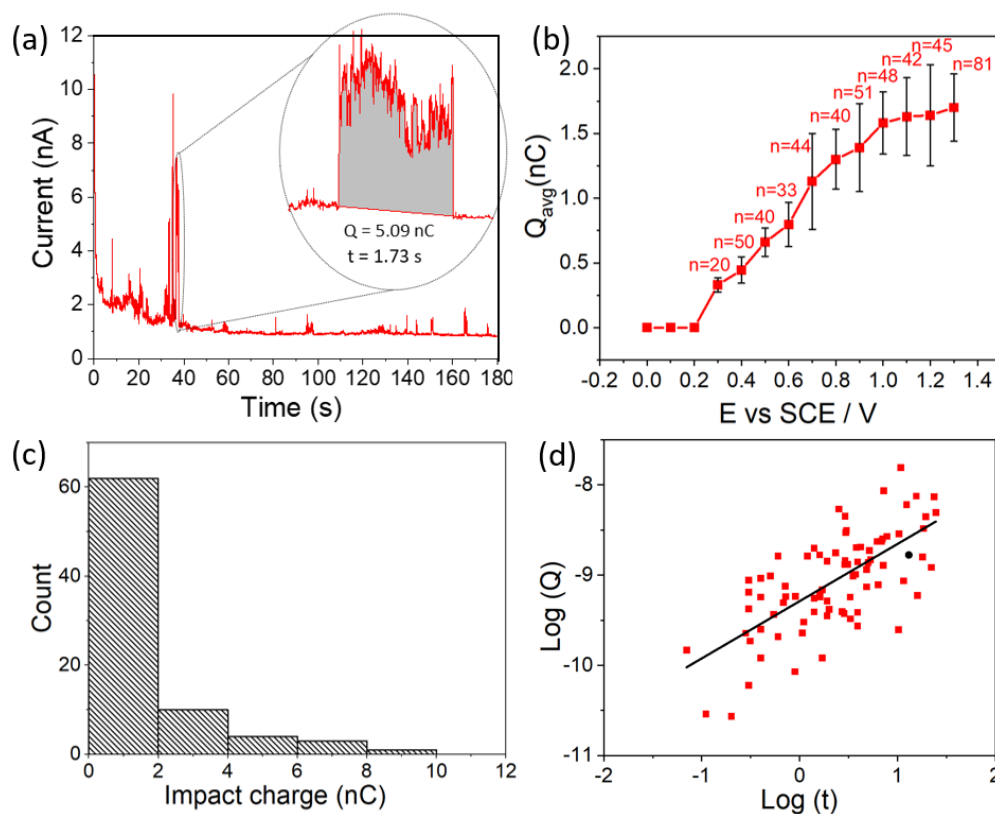 (a)
12
10
8
6
4
2
0
Current (nA)
0 20 40 60 80 100 120 140 160 180
Time (s)
Q = 5.09 nC
t = 1.73 s
(b)
2.0
1.5
1.0
0.5
0.0
Qavg(nC)
n=20
n=50
n=40
n=33
n=44
n=40
n=51
n=48
n=42
n=45
n=81
-0.2 0.0 0.2 0.4 0.6 0.8 1.0 1.2 1.4
E vs SCE / V
(c)
60
40
20
0
Count
0 2 4 6 8 10 12
Impact charge (nC)
(d)
-8
-9
-10
-11
Log (Q)
-2 -1 0 1 2
Log (t)